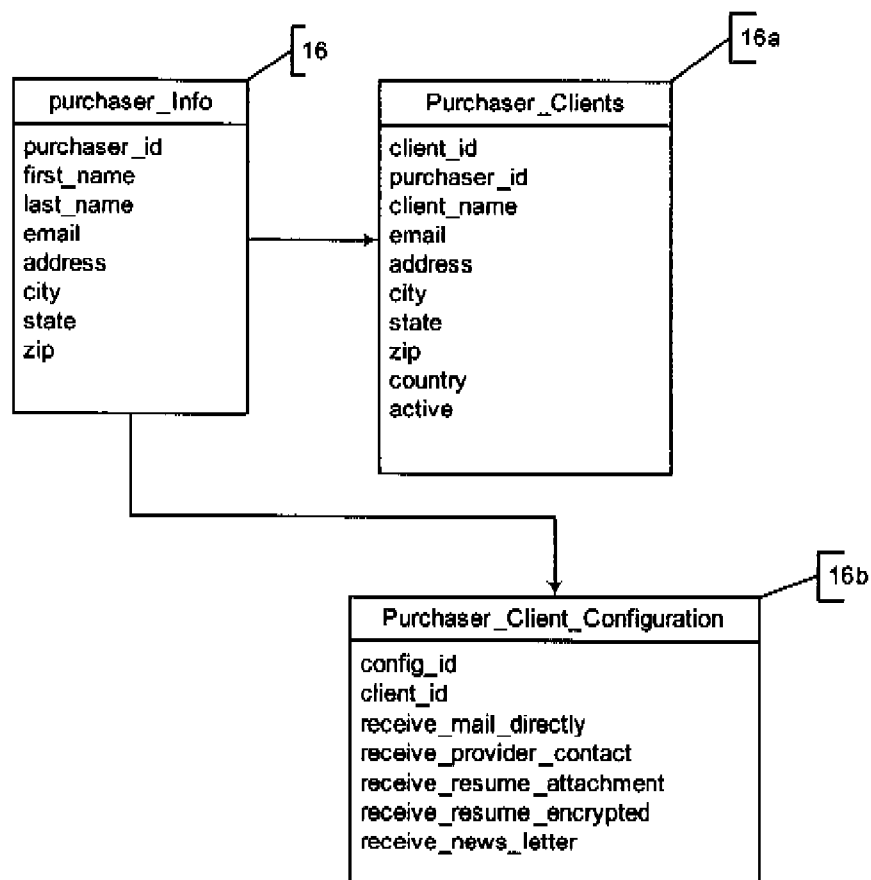 16
purchaser_Info
purchaser_id
first_name
last_name
email
address
city
state
zip
16a
Purchaser_Clients
client_id
purchaser_id
client_name
email
address
city
state
zip
country
active
16b
Purchaser_Client_Configuration
config_id
client_id
receive_mail_directly
receive_provider_contact
receive_resume_attachment
receive_resume_encrypted
receive_news_letter